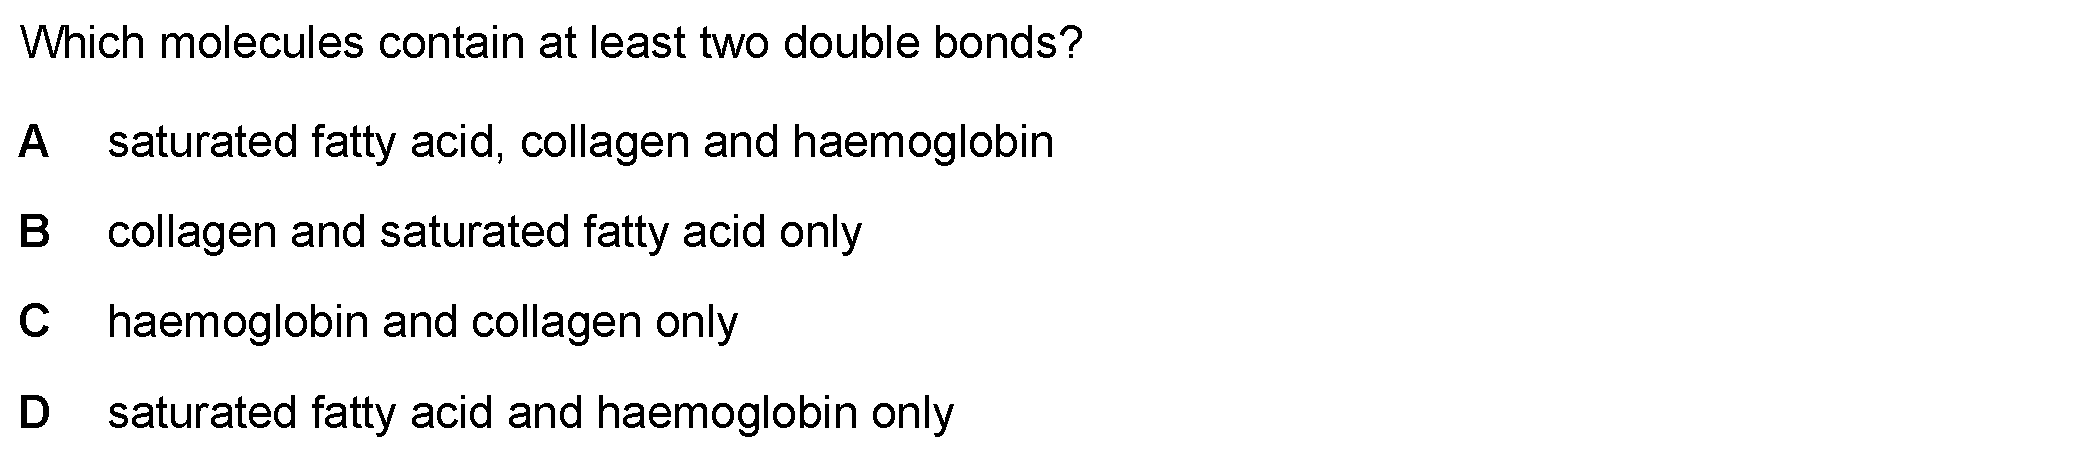 Which molecules contain at least two double bonds?
A saturated fatty acid, collagen and haemoglobin
B collagen and saturated fatty acid only
C haemoglobin and collagen only
D saturated fatty acid and haemoglobin only